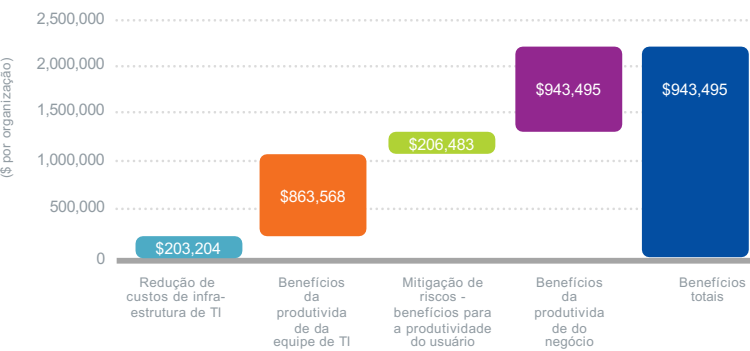 ($ por organização)
2,500,000
2,000,000
1,500,000
1,000,000
500,000
0
$203,204
$863,568
$206,483
$943,495
$943,495
Redução de
custos de infra-
estrutura de TI
Benefícios
da
produtivida
de da
equipe de TI
Mitigação de
riscos -
benefícios para
a produtividade
do usuário
Benefícios
da
produtivida
de do
negócio
Benefícios
totais